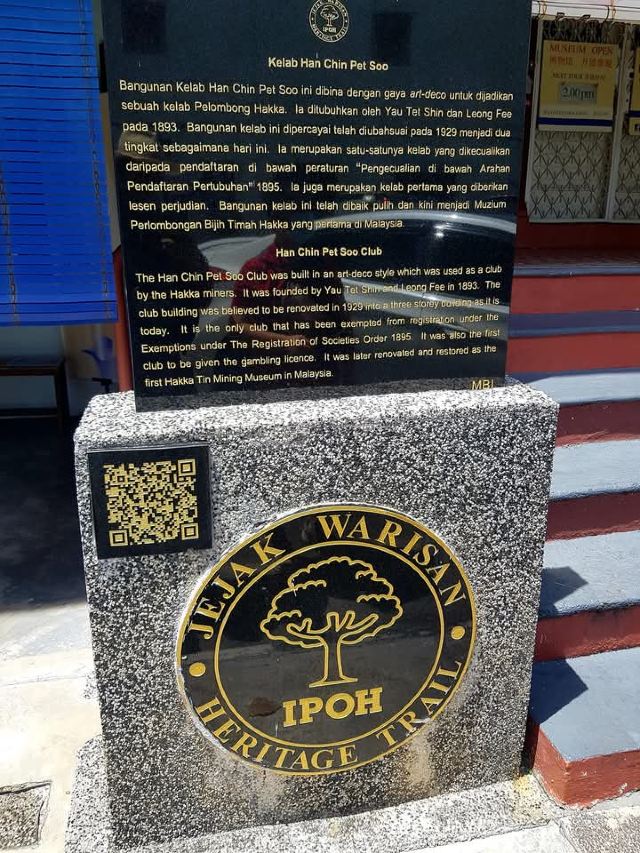 JEJAK WARISAN
IPOH
HERITAGE TRAIL
Kelab Han Chin Pet Soo
Bangunan Kelab Han Chin Pet Soo ini dibina dengan gaya art-deco untuk dijadikan
sebuah kelab Pelombong Hakka. Ia ditubuhkan oleh Yau Tet Shin dan Leong Fee
pada 1893. Bangunan kelab ini dipercayai telah diubahsuai pada 1929 menjadi dua
tingkat sebagaimana hari ini. Ia merupakan satu-satunya kelab yang dikecualikan
daripada pendaftaran di bawah peraturan "Pengecualian di bawah Arahan
Pendaftaran Pertubuhan" 1895. Ia juga merupakan kelab pertama yang diberikan
lesen perjudian. Bangunan kelab ini telah dibaik pulih dan kini menjadi Muzium
Perlombongan Bijih Timah Hakka yang pertama di Malaysia.
Han Chin Pet Soo Club
The Han Chin Pet Soo Club was built in an art-deco style which was used as a club
by the Hakka miners. It was founded by Yau Tet Shin and Leong Fee in 1893. The
club building was believed to be renovated in 1929 into a three storey building as it is
today. It is the only club that has been exempted from registration under the
Exemptions under The Registration of Societies Order 1895. It was also the first
club to be given the gambling licence. It was later renovated and restored as the
first Hakka Tin Mining Museum in Malaysia.
MBI
MUSEUM OPEN
NEXT TOUR
2.00pm
JEJAK WARISAN
IPOH
HERITAGE TRAIL